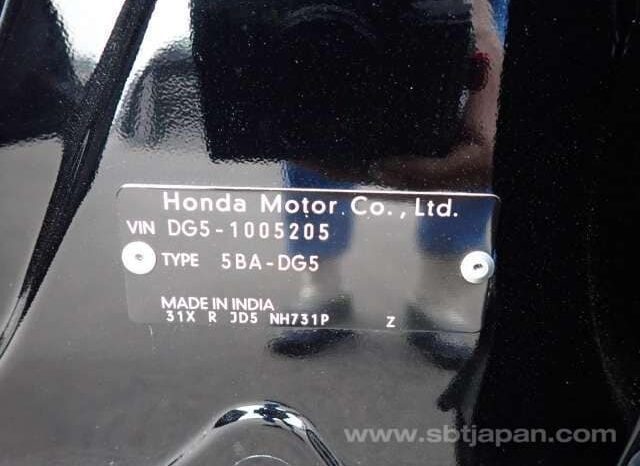 Honda Motor Co., Ltd.
VIN DG5-1005205
TYPE 5BA-DG5
MADE IN INDIA
31X R JD5 NH731P Z
www.sbtjapan.com